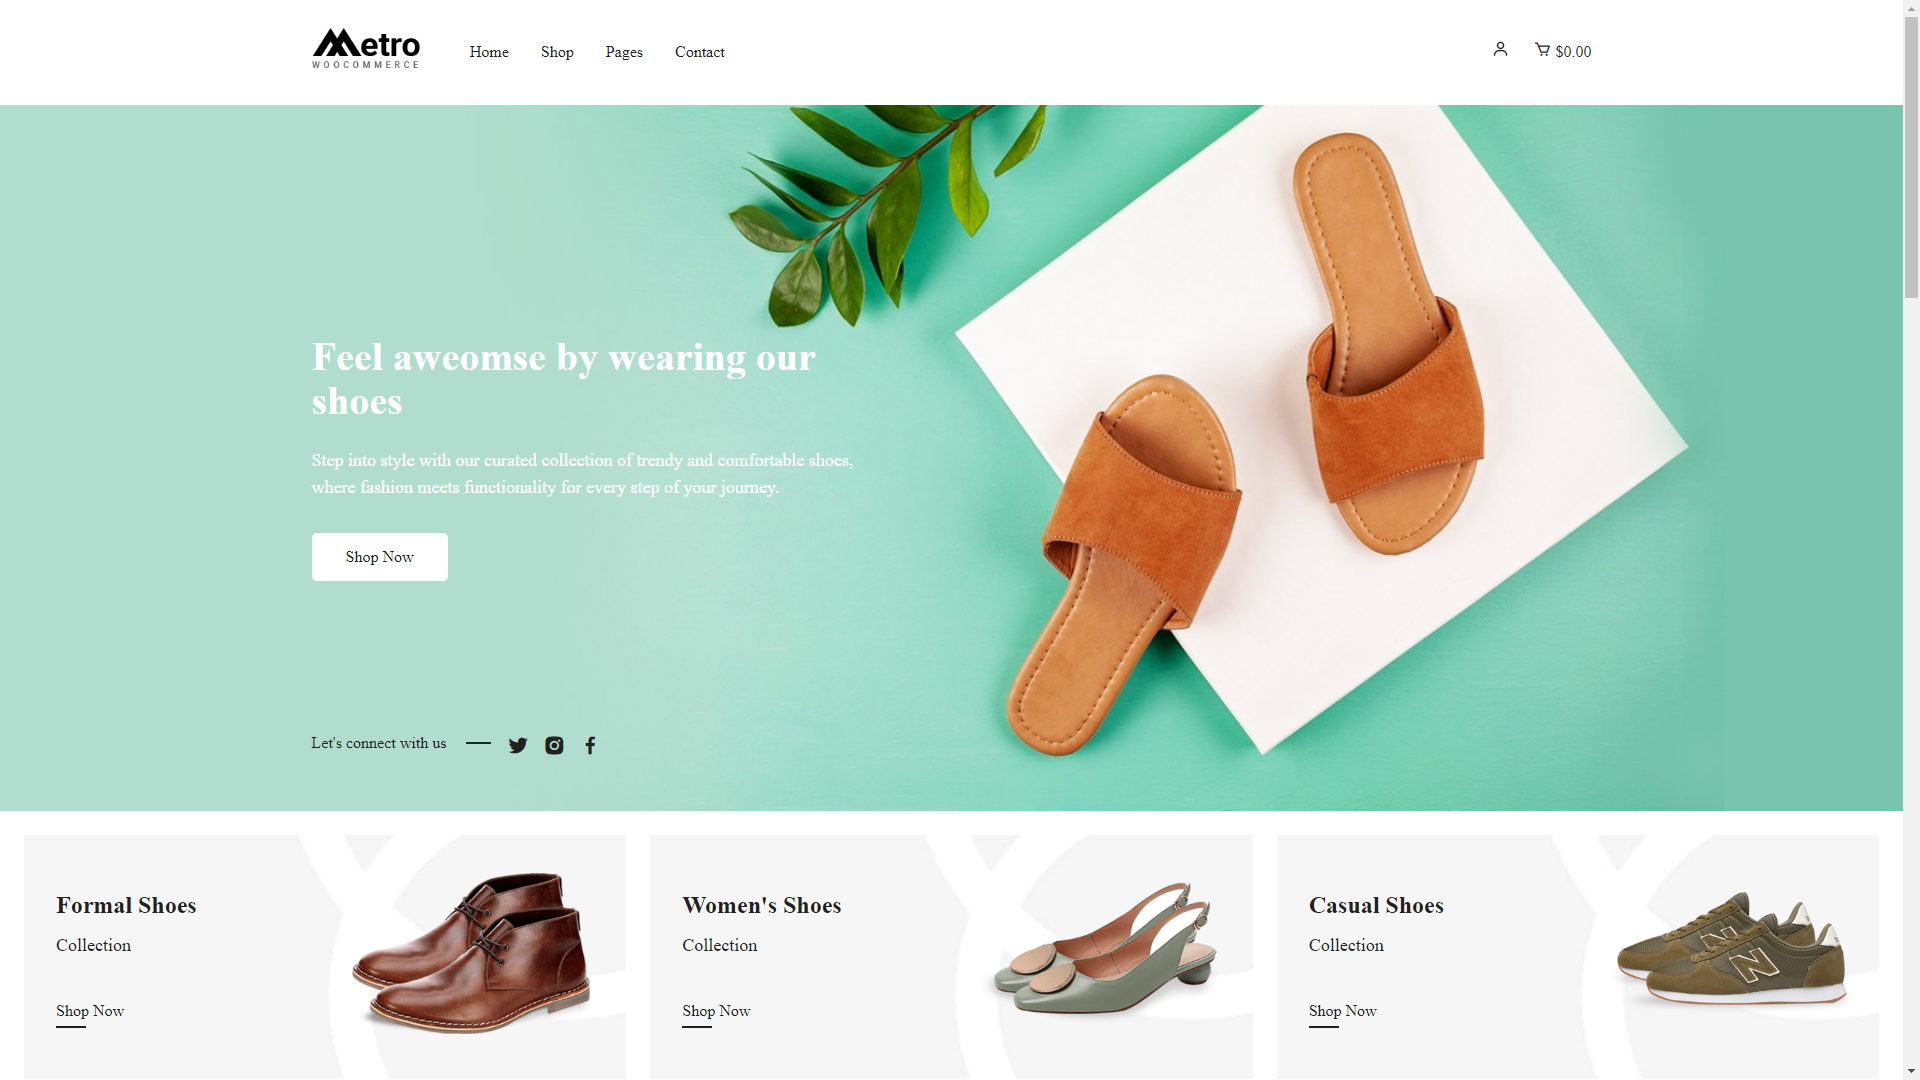 Metro
WOOCOMMERCE
Home
Shop
Pages
Contact
$0.00
Feel aweomse by wearing our
shoes
Step into style with our curated collection of trendy and comfortable shoes,
where fashion meets functionality for every step of your journey.
Shop Now
Let's connect with us
Formal Shoes
Collection
Shop Now
Women's Shoes
Collection
Shop Now
Casual Shoes
Collection
Shop Now